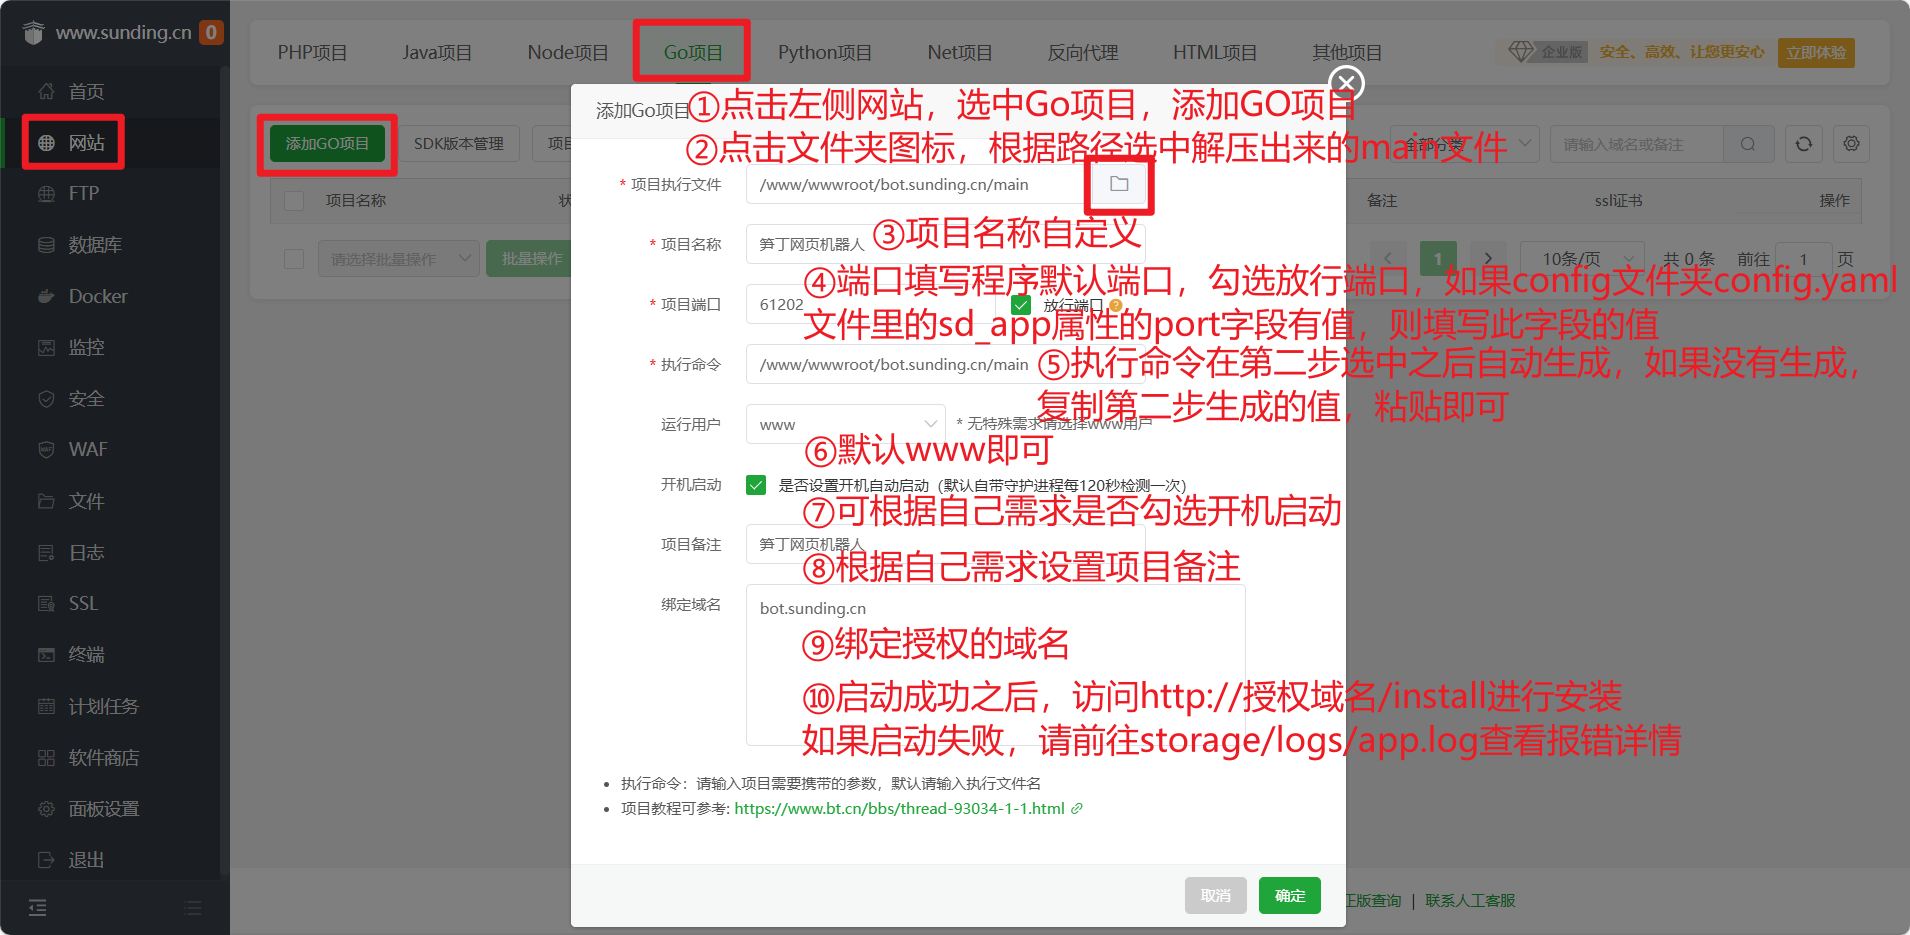 www.sunding.cn 0
首页
网站
FTP
数据库
Docker
监控
安全
WAF
文件
日志
SSL
终端
计划任务
软件商店
面板设置
退出
PHP项目 Java项目 Node项目 Go项目 Python项目 Net项目 反向代理 HTML项目 其他项目
企业版 安全、高效、让您更安心 立即体验
添加GO项目 SDK版本管理 项目
全部分类 请输入域名或备注
项目名称 状 备注 ssl证书 操作
请选择批量操作 批量操作
1 10条/页 共 0 条 前往 1 页
添加Go项目
①点击左侧网站，选中Go项目，添加GO项目
②点击文件夹图标，根据路径选中解压出来的main文件
* 项目执行文件 /www/wwwroot/bot.sunding.cn/main
* 项目名称 笋丁网页机器人
③项目名称自定义
④端口填写程序默认端口，勾选放行端口，如果config文件夹config.yaml
* 项目端口 61202 放行端口 ?
文件里的sd_app属性的port字段有值，则填写此字段的值
* 执行命令 /www/wwwroot/bot.sunding.cn/main
⑤执行命令在第二步选中之后自动生成，如果没有生成，
复制第二步生成的值，粘贴即可
运行用户 www * 无特殊需求请选择www用户
⑥默认www即可
开机启动 是否设置开机自动启动（默认自带守护进程每120秒检测一次）
⑦可根据自己需求是否勾选开机启动
项目备注 笋丁网页机器人
⑧根据自己需求设置项目备注
绑定域名 bot.sunding.cn
⑨绑定授权的域名
⑩启动成功之后，访问http://授权域名/install进行安装
如果启动失败，请前往storage/logs/app.log查看报错详情
执行命令：请输入项目需要携带的参数，默认请输入执行文件名
项目教程可参考: https://www.bt.cn/bbs/thread-93034-1-1.html
取消 确定
正版查询 | 联系人工客服